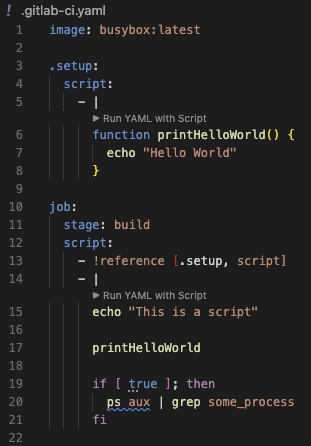 ! .gitlab-ci.yaml
1 image: busybox:latest
2
3 .setup:
4 script:
5 - |
▶ Run YAML with Script
6 function printHelloWorld() {
7 echo "Hello World"
8 }
9
10 job:
11 stage: build
12 script:
13 - !reference [.setup, script]
14 - |
▶ Run YAML with Script
15 echo "This is a script"
16
17 printHelloWorld
18
19 if [ true ]; then
20 ps aux | grep some_process
21 fi
22